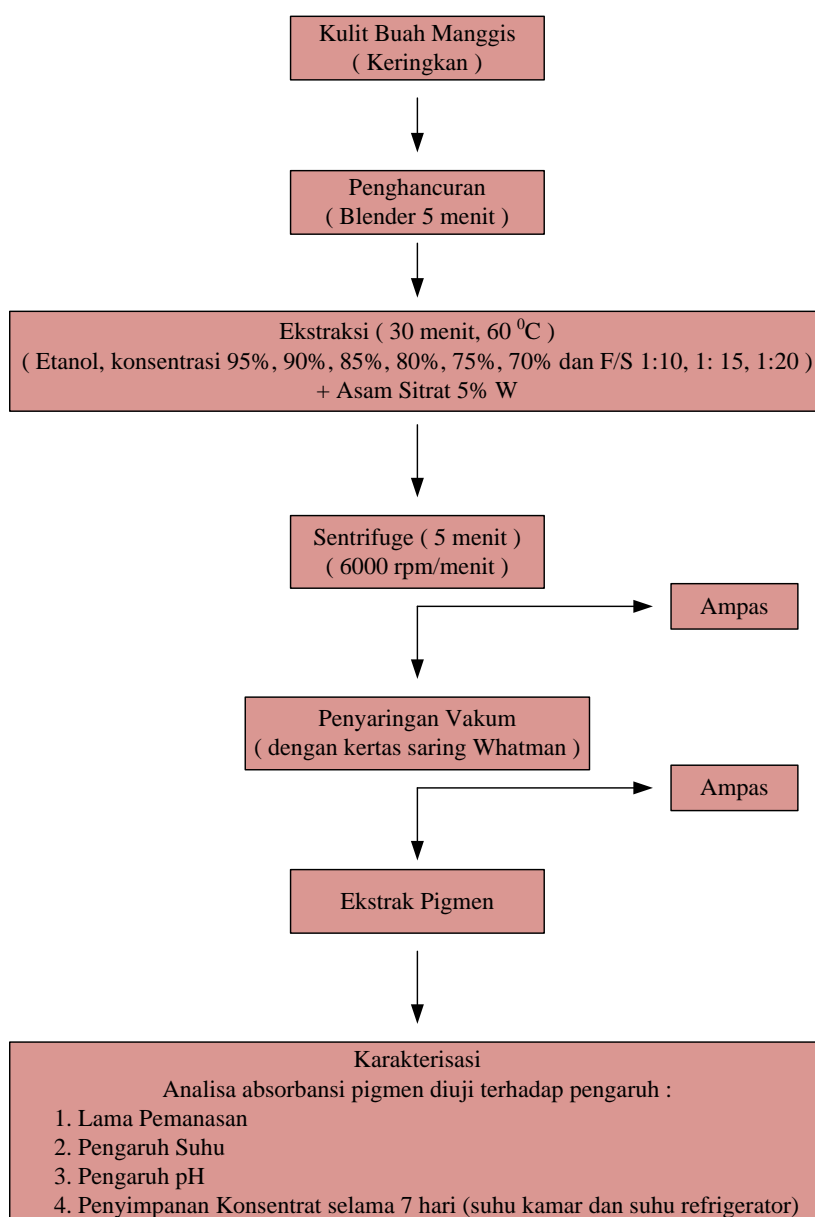 Kulit Buah Manggis
( Keringkan )
Penghancuran
( Blender 5 menit )
Ekstraksi ( 30 menit, 60 ⁰C )
( Etanol, konsentrasi 95%, 90%, 85%, 80%, 75%, 70% dan F/S 1:10, 1: 15, 1:20 )
+ Asam Sitrat 5% W
Sentrifuge ( 5 menit )
( 6000 rpm/menit )
Ampas
Penyaringan Vakum
( dengan kertas saring Whatman )
Ampas
Ekstrak Pigmen
Karakterisasi
Analisa absorbansi pigmen diuji terhadap pengaruh :
1. Lama Pemanasan
2. Pengaruh Suhu
3. Pengaruh pH
4. Penyimpanan Konsentrat selama 7 hari (suhu kamar dan suhu refrigerator)